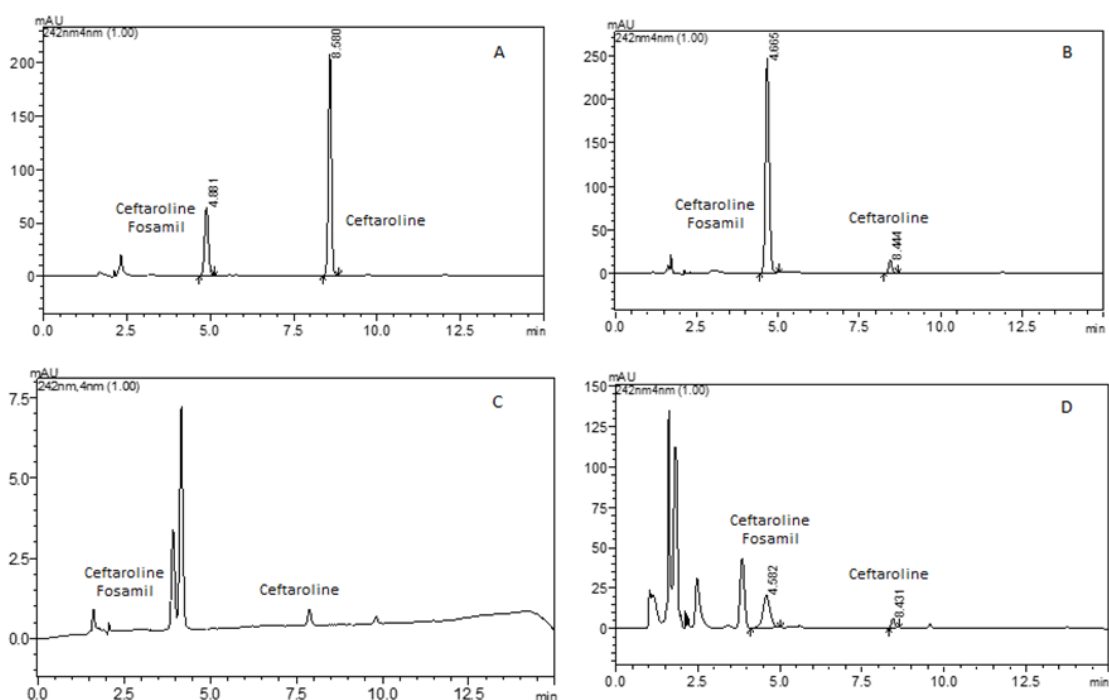 mAU
242nm4nm (1.00)
A
200
150
100
50
0
8.580
4.881
Ceftaroline
Fosamil
Ceftaroline
0.0 2.5 5.0 7.5 10.0 12.5 min
mAU
242nm4nm (1.00)
B
250
200
150
100
50
0
4.665
Ceftaroline
Fosamil
Ceftaroline
8.444
0.0 2.5 5.0 7.5 10.0 12.5 min
mAU
242nm,4nm (1.00)
C
7.5
5.0
2.5
0.0
Ceftaroline
Fosamil
Ceftaroline
0.0 2.5 5.0 7.5 10.0 12.5 min
mAU
242nm4nm (1.00)
D
150
125
100
75
50
25
0
Ceftaroline
Fosamil
4.582
Ceftaroline
8.431
0.0 2.5 5.0 7.5 10.0 12.5 min